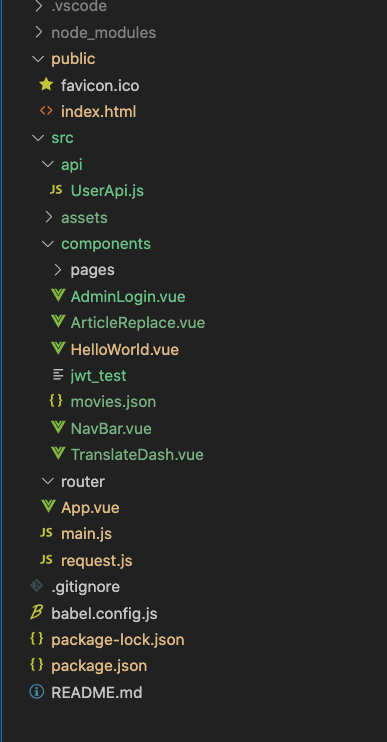 .vscode
node_modules
public
favicon.ico
<> index.html
src
api
JS UserApi.js
assets
components
pages
AdminLogin.vue
ArticleReplace.vue
HelloWorld.vue
jwt_test
{} movies.json
NavBar.vue
TranslateDash.vue
router
App.vue
JS main.js
JS request.js
.gitignore
babel.config.js
{} package-lock.json
{} package.json
README.md